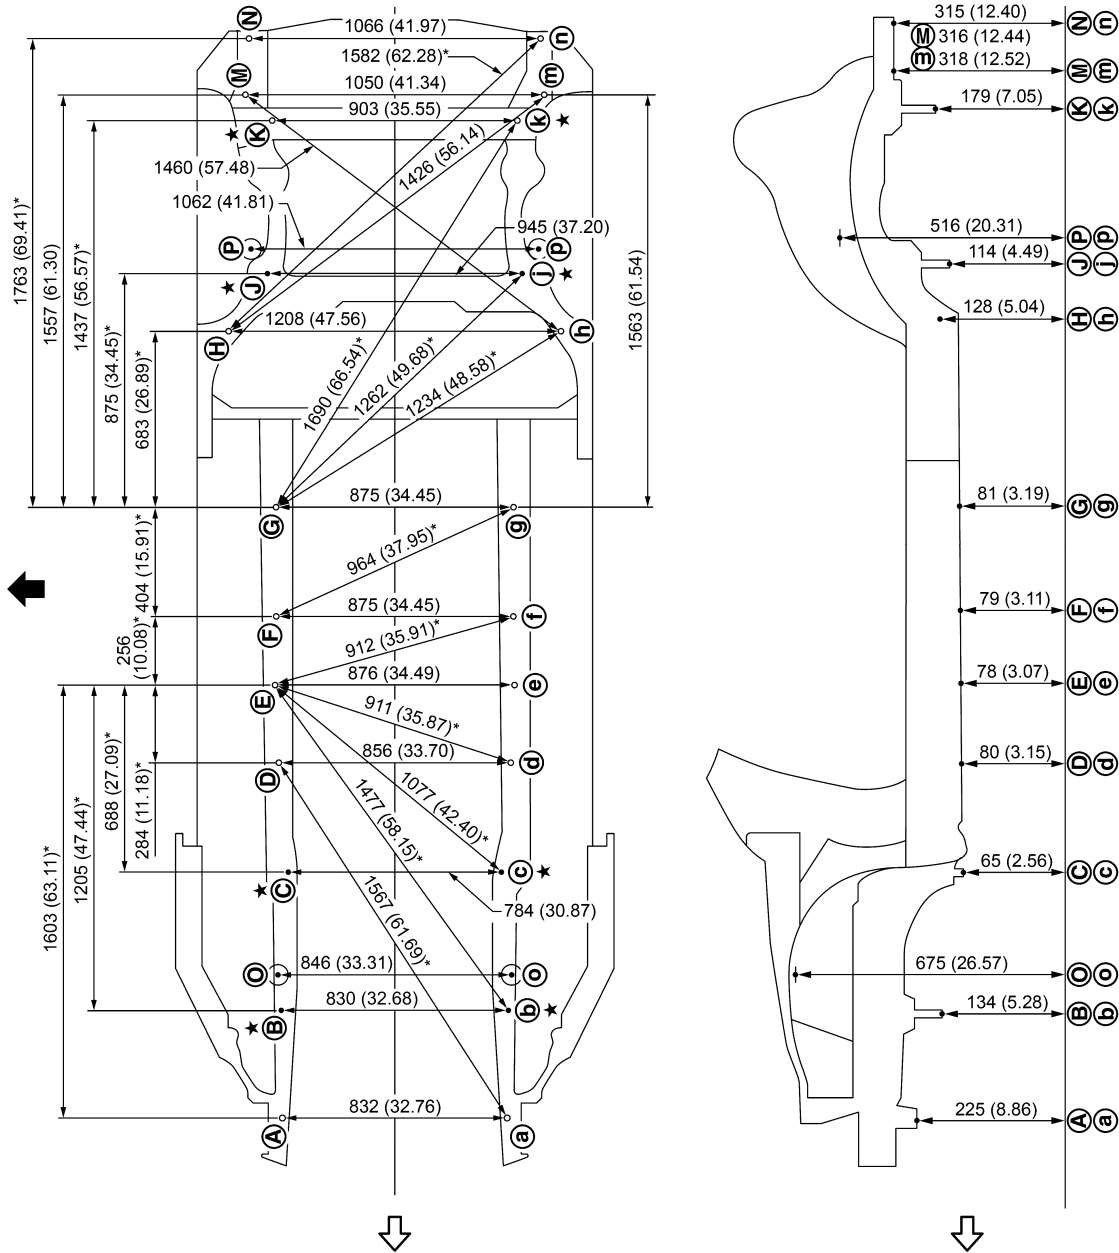 N
1066 (41.97)
n
1582 (62.28)*
M
1050 (41.34)
m
903 (35.55)
★
K
k
★
1460 (57.48)
1426 (56.14)
1062 (41.81)
945 (37.20)
P
p
★
J
j
★
1208 (47.56)
H
h
1763 (69.41)*
1557 (61.30)
1437 (56.57)*
875 (34.45)*
683 (26.89)*
1690 (66.54)*
1262 (49.68)*
1234 (48.58)*
1563 (61.54)
875 (34.45)
G
g
404 (15.91)*
964 (37.95)*
875 (34.45)
F
f
256
(10.08)*
912 (35.91)*
876 (34.49)
E
e
911 (35.87)*
856 (33.70)
D
d
1603 (63.11)*
1205 (47.44)*
688 (27.09)*
284 (11.18)*
1077 (42.40)*
1477 (58.15)*
1567 (61.69)*
★
C
c
★
784 (30.87)
O
846 (33.31)
o
830 (32.68)
★
B
b
★
832 (32.76)
A
a
315 (12.40)
N n
M 316 (12.44)
m 318 (12.52)
M m
179 (7.05)
K k
516 (20.31)
P p
114 (4.49)
J j
128 (5.04)
H h
81 (3.19)
G g
79 (3.11)
F f
78 (3.07)
E e
80 (3.15)
D d
65 (2.56)
C c
675 (26.57)
O o
134 (5.28)
B b
225 (8.86)
A a